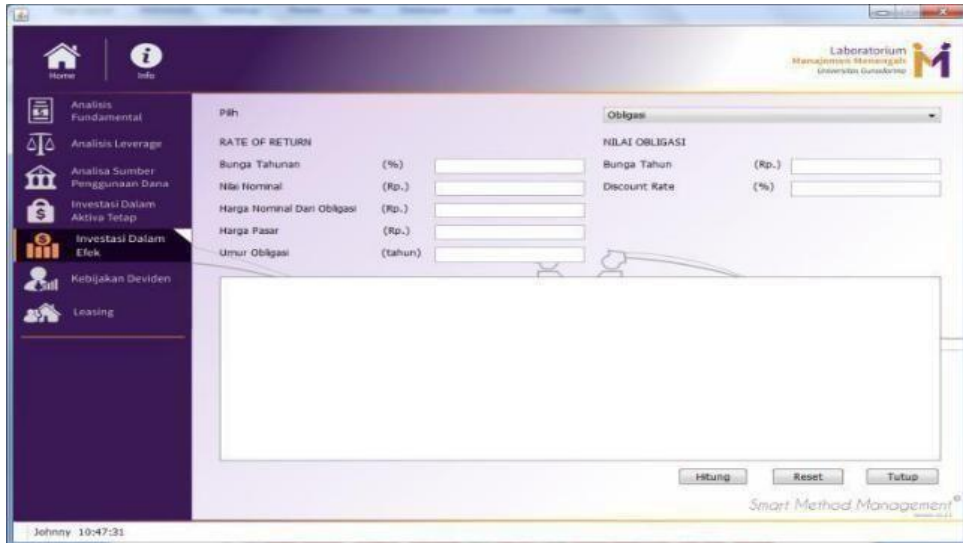 Home
Info
Laboratorium
Manajemen Menengah
Universitas Gunadarma
Analisis
Fundamental
Analisis Leverage
Analisa Sumber
Penggunaan Dana
Investasi Dalam
Aktiva Tetap
Investasi Dalam
Efek
Kebijakan Deviden
Leasing
Pilih
Obligasi
RATE OF RETURN
NILAI OBLIGASI
Bunga Tahunan (%)
Bunga Tahun (Rp.)
Nilai Nominal (Rp.)
Discount Rate (%)
Harga Nominal Dari Obligasi (Rp.)
Harga Pasar (Rp.)
Umur Obligasi (tahun)
Hitung
Reset
Tutup
Smart Method Management©
Johnny 10:47:31